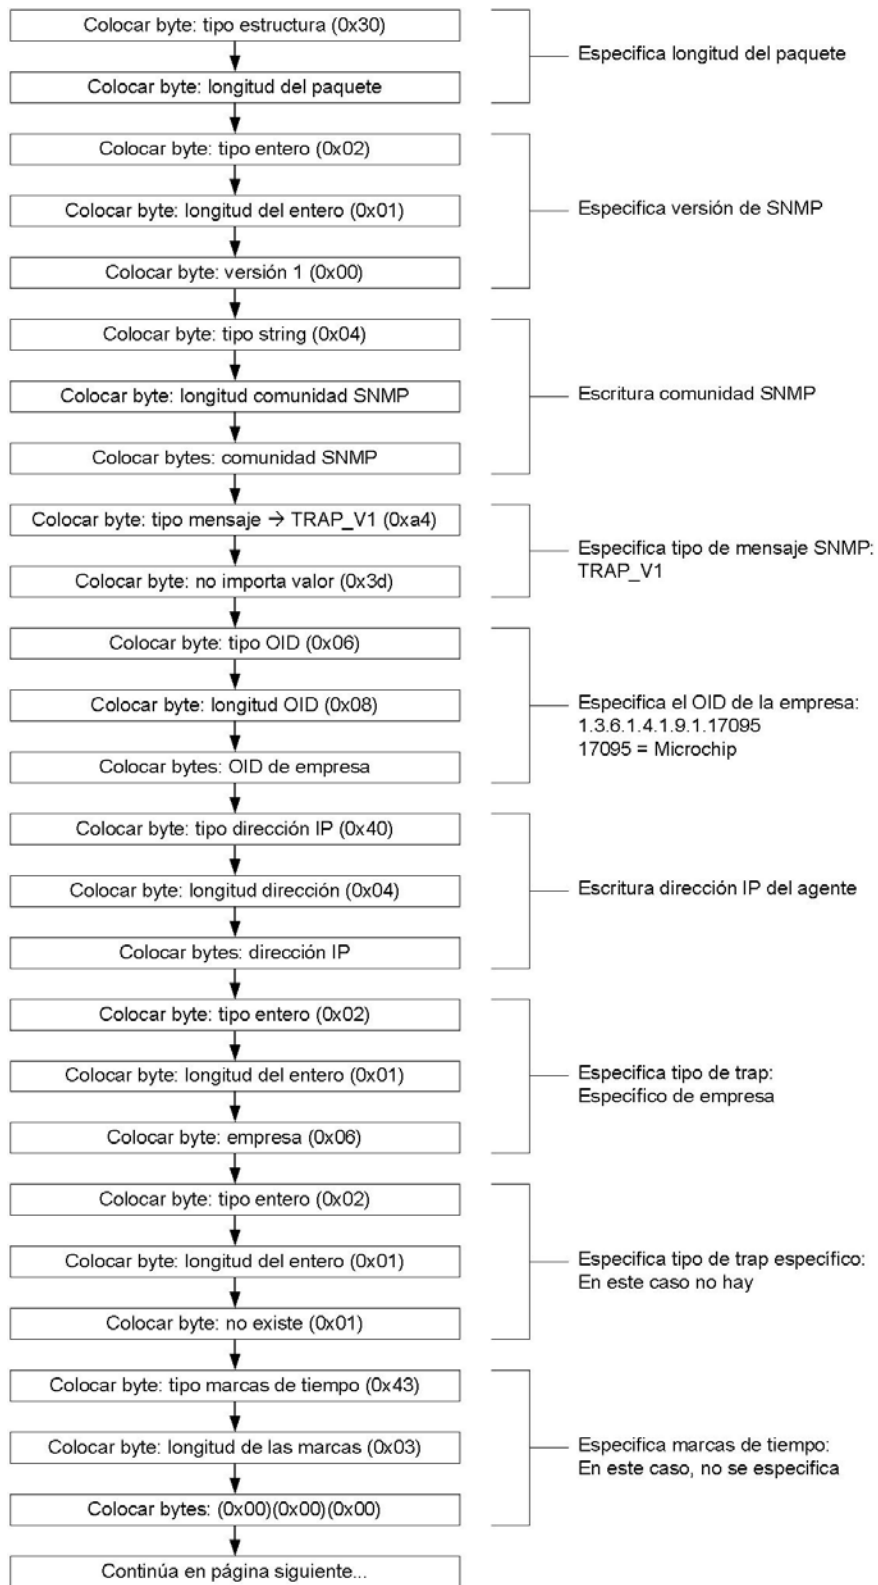 Colocar byte: tipo estructura (0x30)
Colocar byte: longitud del paquete
Especifica longitud del paquete
Colocar byte: tipo entero (0x02)
Colocar byte: longitud del entero (0x01)
Colocar byte: versión 1 (0x00)
Especifica versión de SNMP
Colocar byte: tipo string (0x04)
Colocar byte: longitud comunidad SNMP
Colocar bytes: comunidad SNMP
Escritura comunidad SNMP
Colocar byte: tipo mensaje → TRAP_V1 (0xa4)
Colocar byte: no importa valor (0x3d)
Especifica tipo de mensaje SNMP:
TRAP_V1
Colocar byte: tipo OID (0x06)
Colocar byte: longitud OID (0x08)
Colocar bytes: OID de empresa
Especifica el OID de la empresa:
1.3.6.1.4.1.9.1.17095
17095 = Microchip
Colocar byte: tipo dirección IP (0x40)
Colocar byte: longitud dirección (0x04)
Colocar bytes: dirección IP
Escritura dirección IP del agente
Colocar byte: tipo entero (0x02)
Colocar byte: longitud del entero (0x01)
Colocar byte: empresa (0x06)
Especifica tipo de trap:
Específico de empresa
Colocar byte: tipo entero (0x02)
Colocar byte: longitud del entero (0x01)
Colocar byte: no existe (0x01)
Especifica tipo de trap específico:
En este caso no hay
Colocar byte: tipo marcas de tiempo (0x43)
Colocar byte: longitud de las marcas (0x03)
Colocar bytes: (0x00)(0x00)(0x00)
Especifica marcas de tiempo:
En este caso, no se especifica
Continúa en página siguiente...